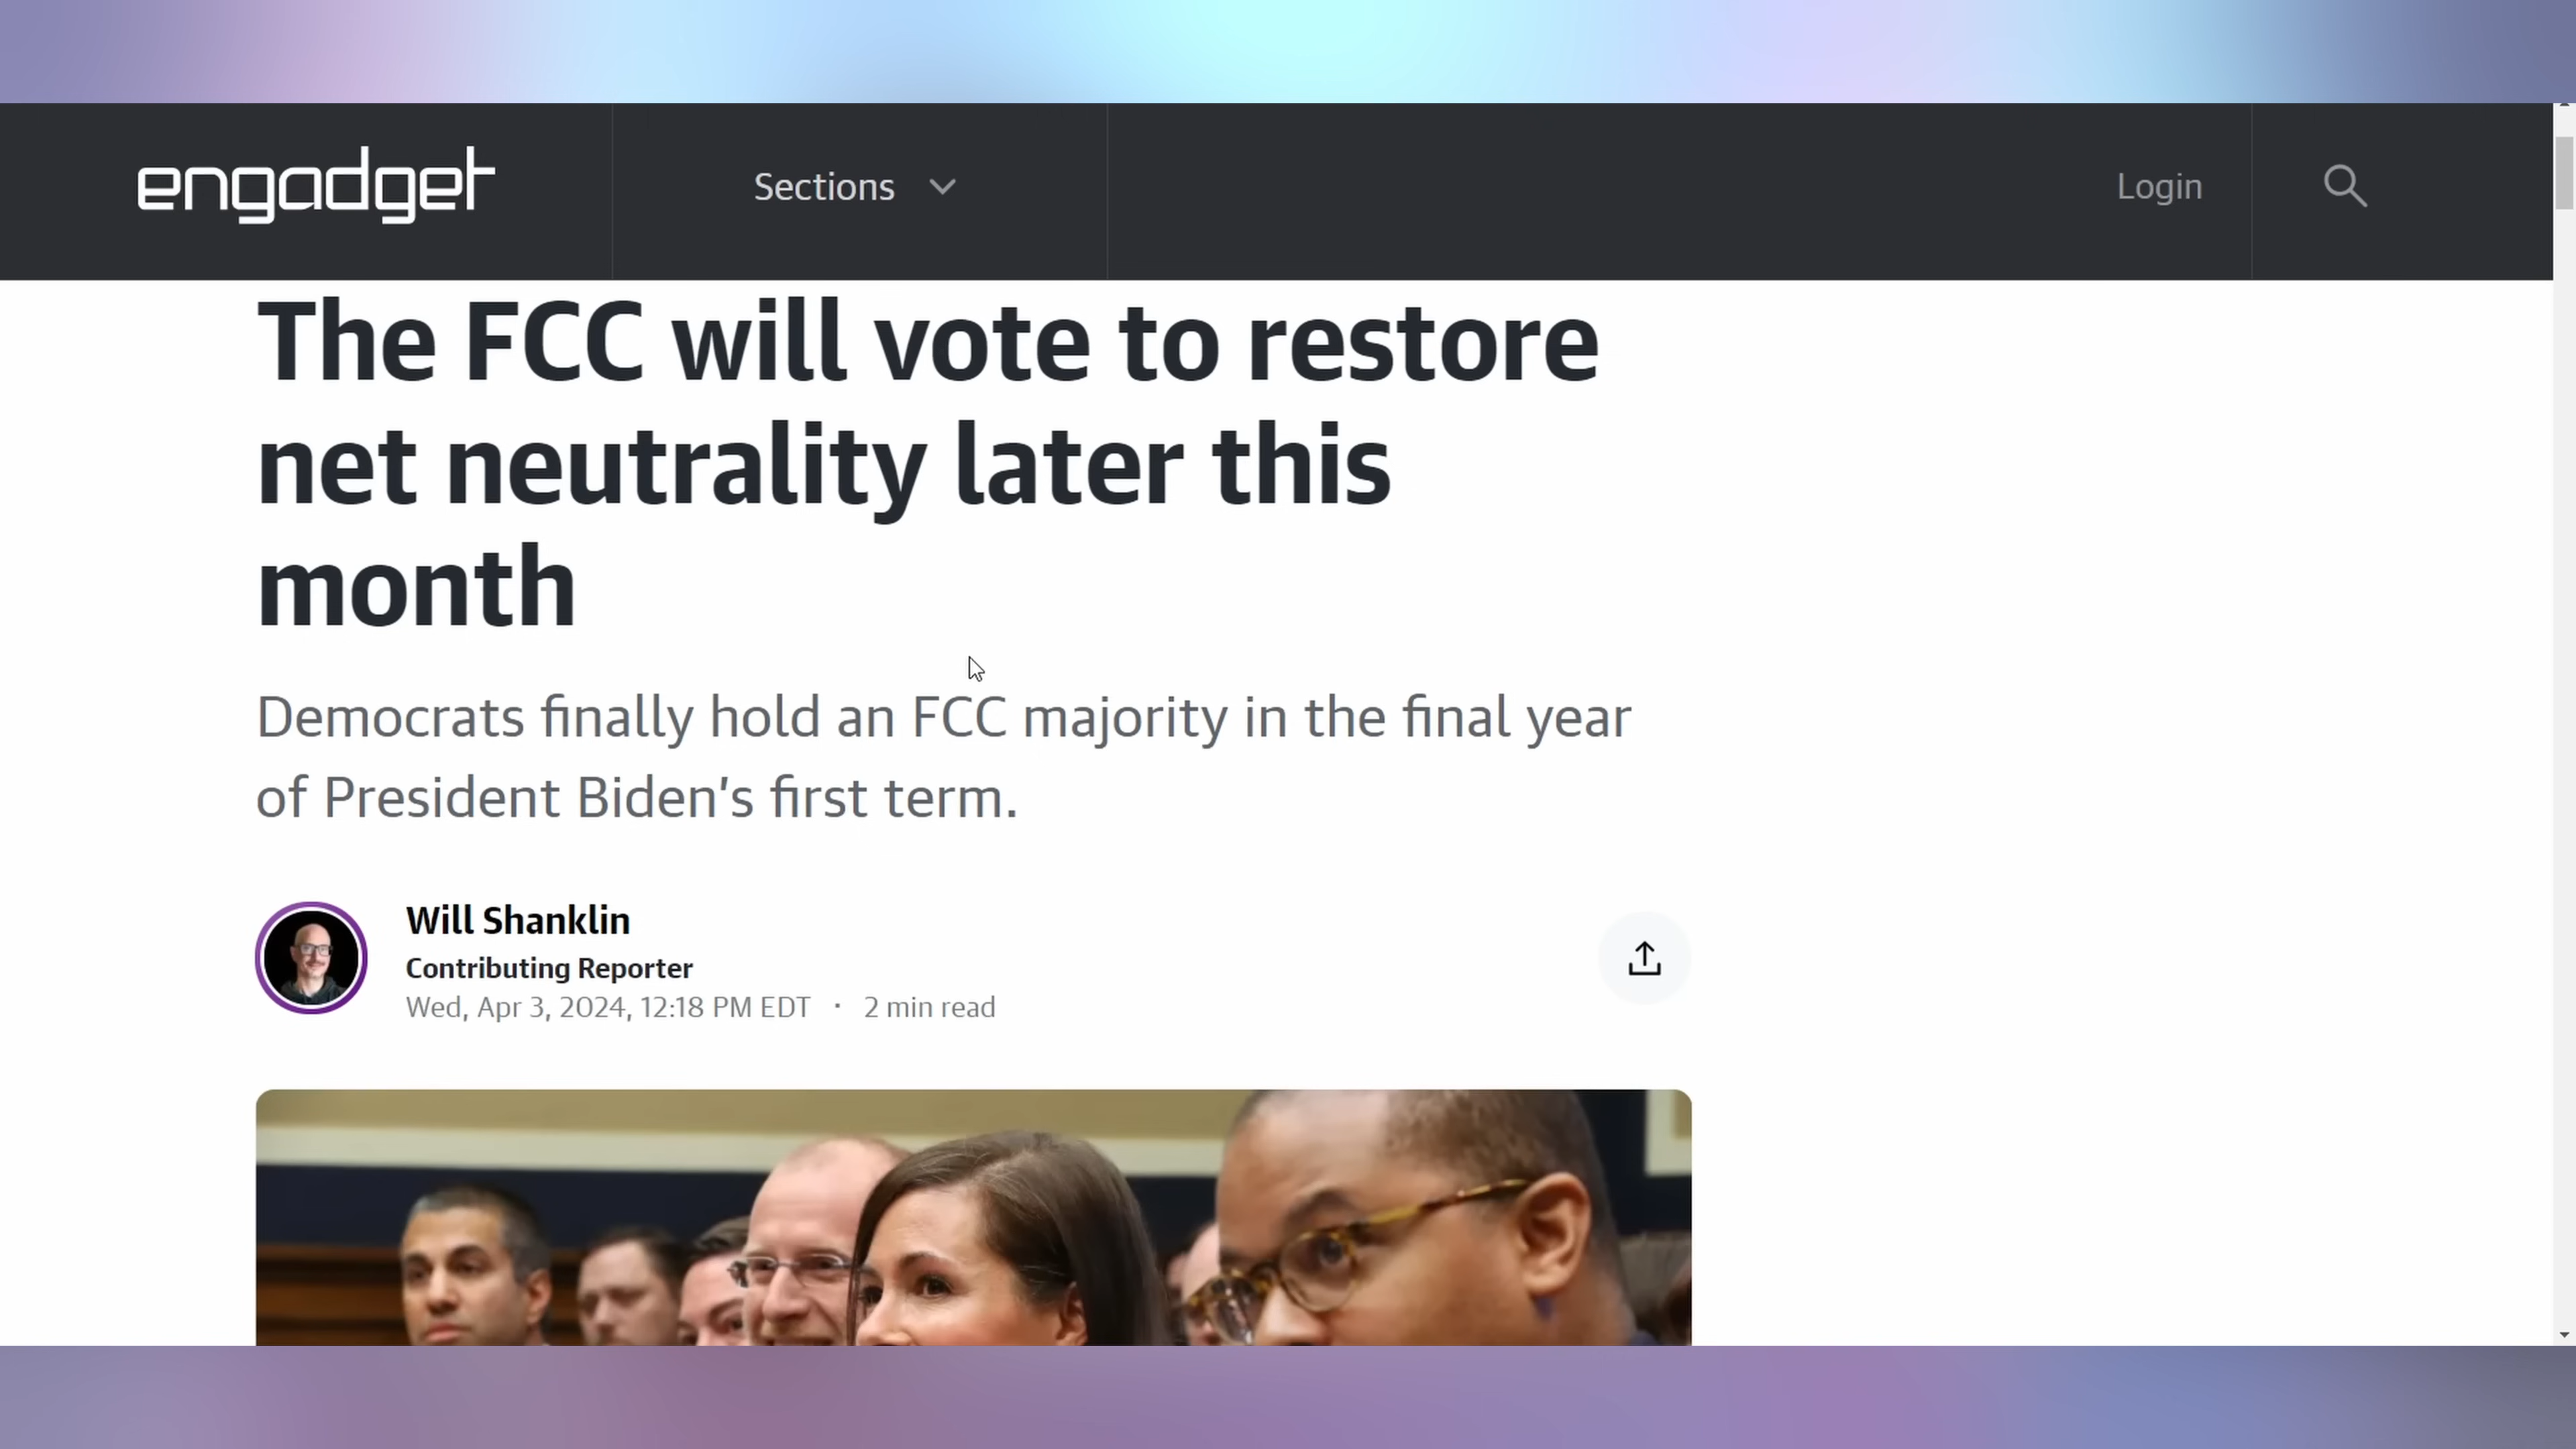 engadget
Sections
Login
The FCC will vote to restore
net neutrality later this
month
Democrats finally hold an FCC majority in the final year
of President Biden’s first term.
Will Shanklin
Contributing Reporter
Wed, Apr 3, 2024, 12:18 PM EDT · 2 min read